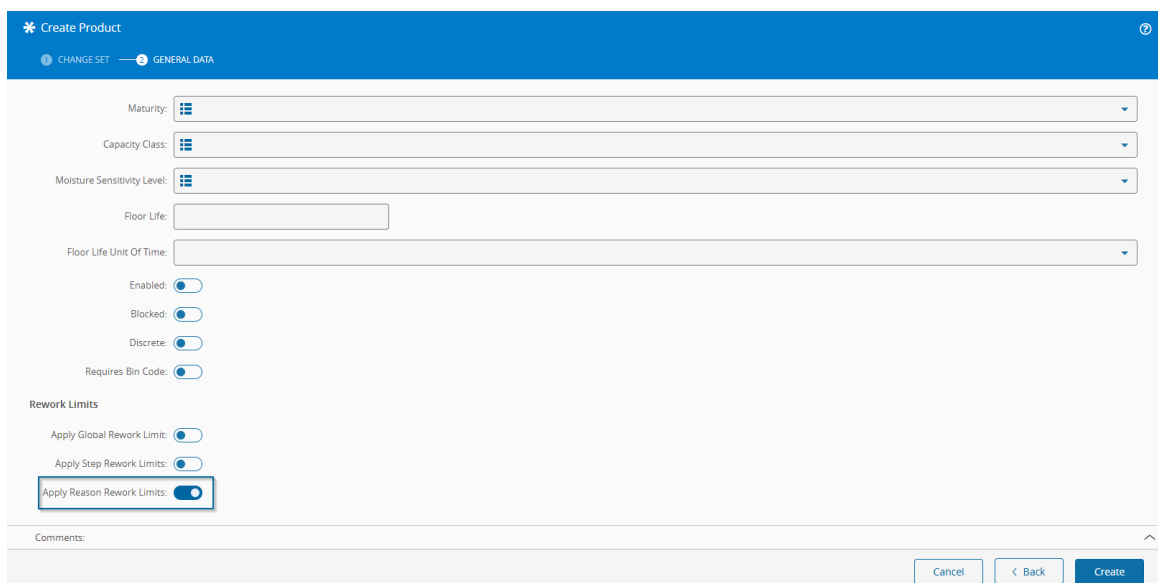 Create Product
1 CHANGE SET 2 GENERAL DATA
Maturity:
Capacity Class:
Moisture Sensitivity Level:
Floor Life:
Floor Life Unit Of Time:
Enabled:
Blocked:
Discrete:
Requires Bin Code:
Rework Limits
Apply Global Rework Limit:
Apply Step Rework Limits:
Apply Reason Rework Limits:
Comments:
Cancel < Back Create